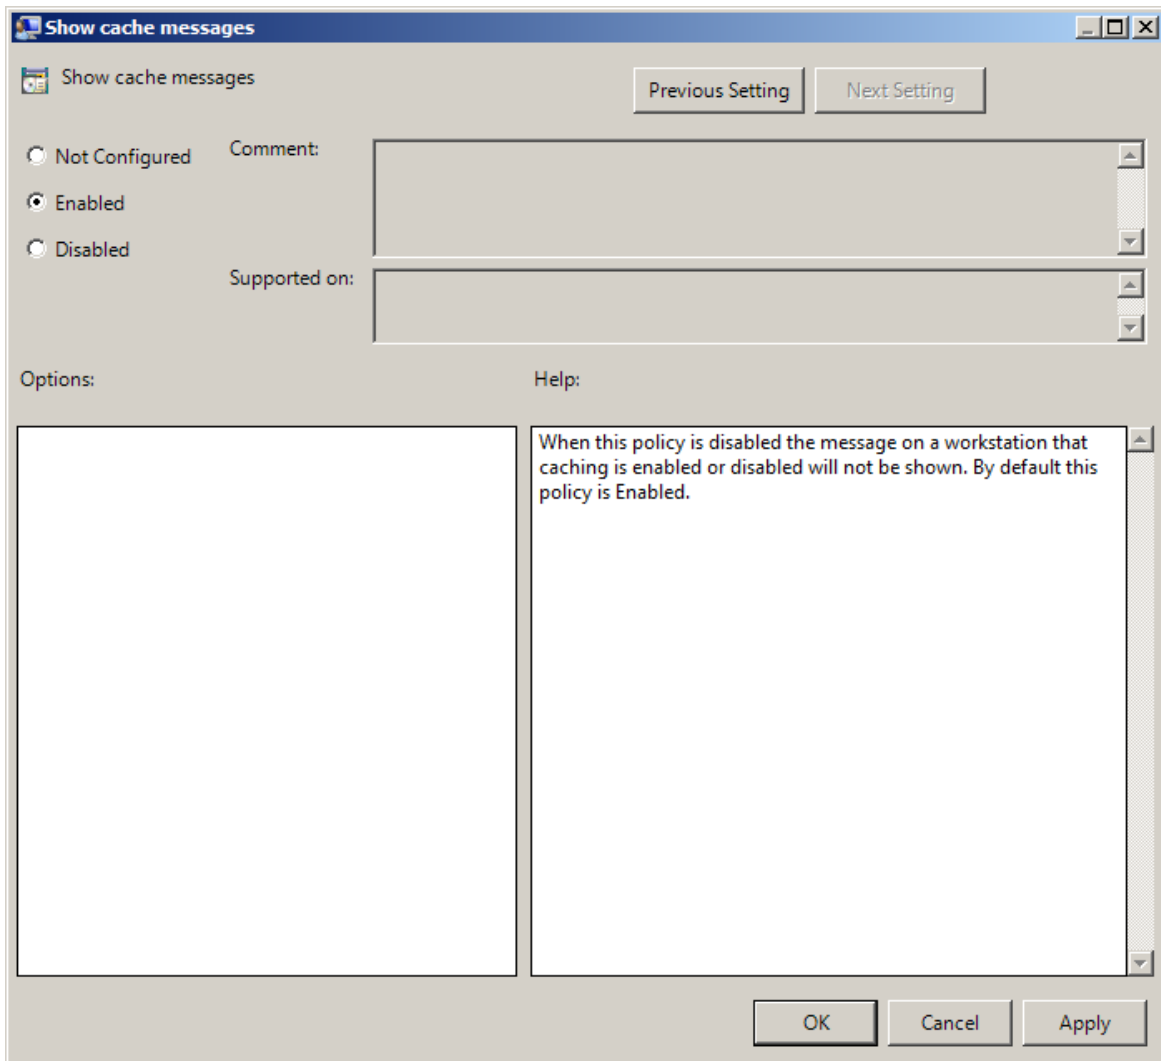 Show cache messages
Show cache messages
Previous Setting
Next Setting
Not Configured
Comment:
Enabled
Disabled
Supported on:
Options:
Help:
When this policy is disabled the message on a workstation that
caching is enabled or disabled will not be shown. By default this
policy is Enabled.
OK
Cancel
Apply